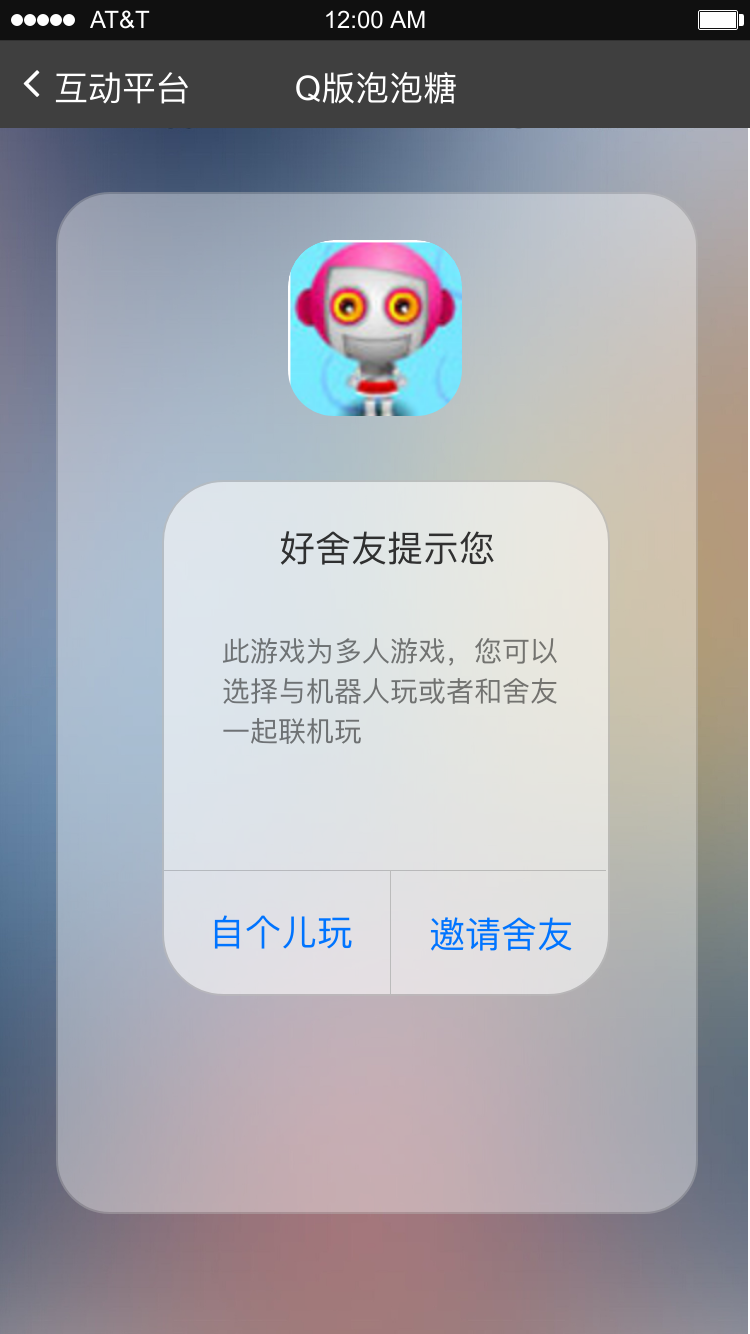 AT&T 12:00 AM
互动平台 Q版泡泡糖
好舍友提示您
此游戏为多人游戏，您可以
选择与机器人玩或者和舍友
一起联机玩
自个儿玩 邀请舍友